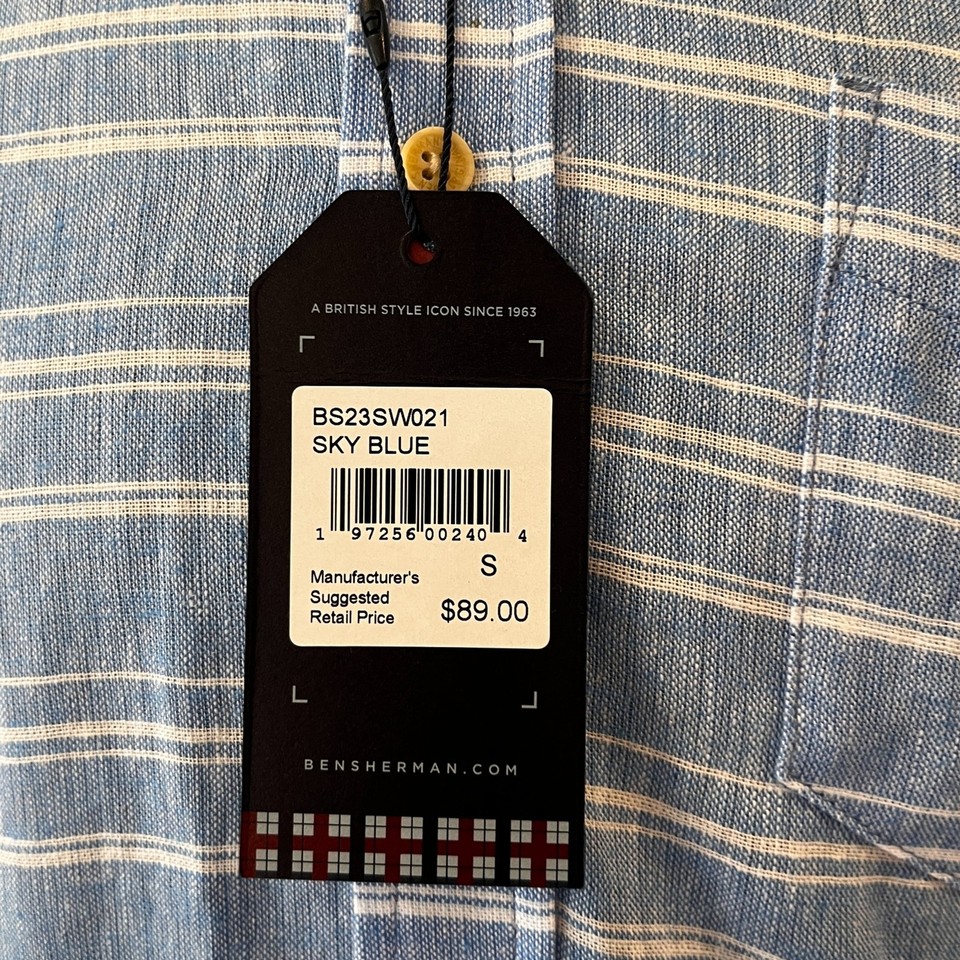 A BRITISH STYLE ICON SINCE 1963
BS23SW021
SKY BLUE
1 97256 00240 4
S
Manufacturer's
Suggested
Retail Price $89.00
BENSHERMAN.COM